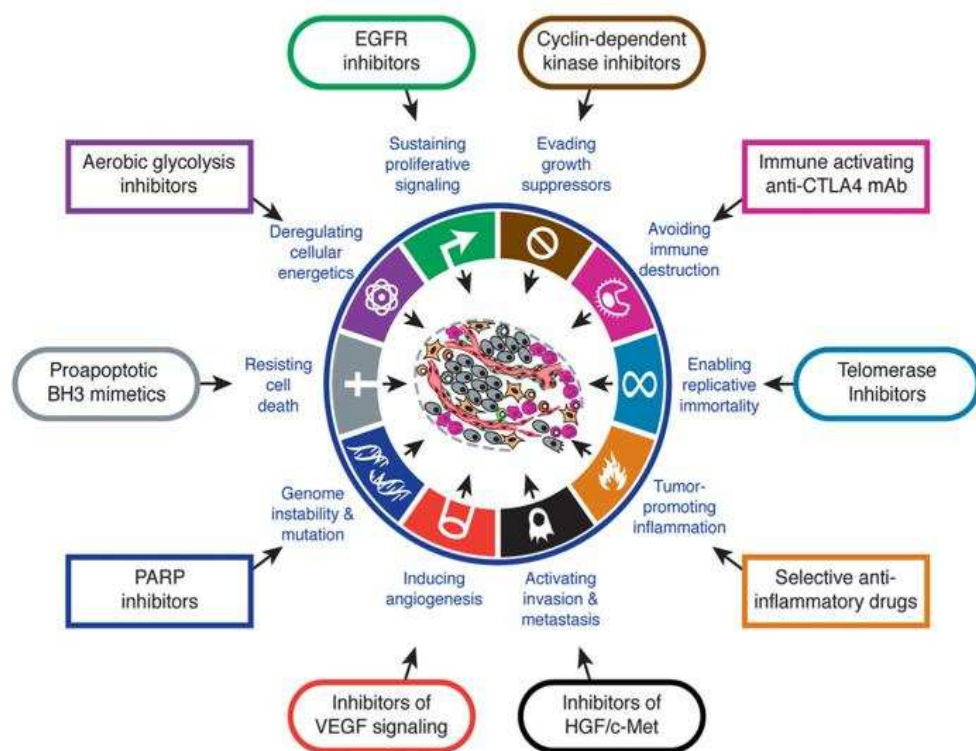 EGFR
inhibitors
Cyclin-dependent
kinase inhibitors
Sustaining
proliferative
signaling
Evading
growth
suppressors
Aerobic glycolysis
inhibitors
Immune activating
anti-CTLA4 mAb
Deregulating
cellular
energetics
Avoiding
immune
destruction
Proapoptotic
BH3 mimetics
Resisting
cell
death
Enabling
replicative
immortality
Telomerase
Inhibitors
Genome
instability &
mutation
Tumor-
promoting
inflammation
PARP
inhibitors
Inducing
angiogenesis
Activating
invasion &
metastasis
Selective anti-
inflammatory drugs
Inhibitors of
VEGF signaling
Inhibitors of
HGF/c-Met